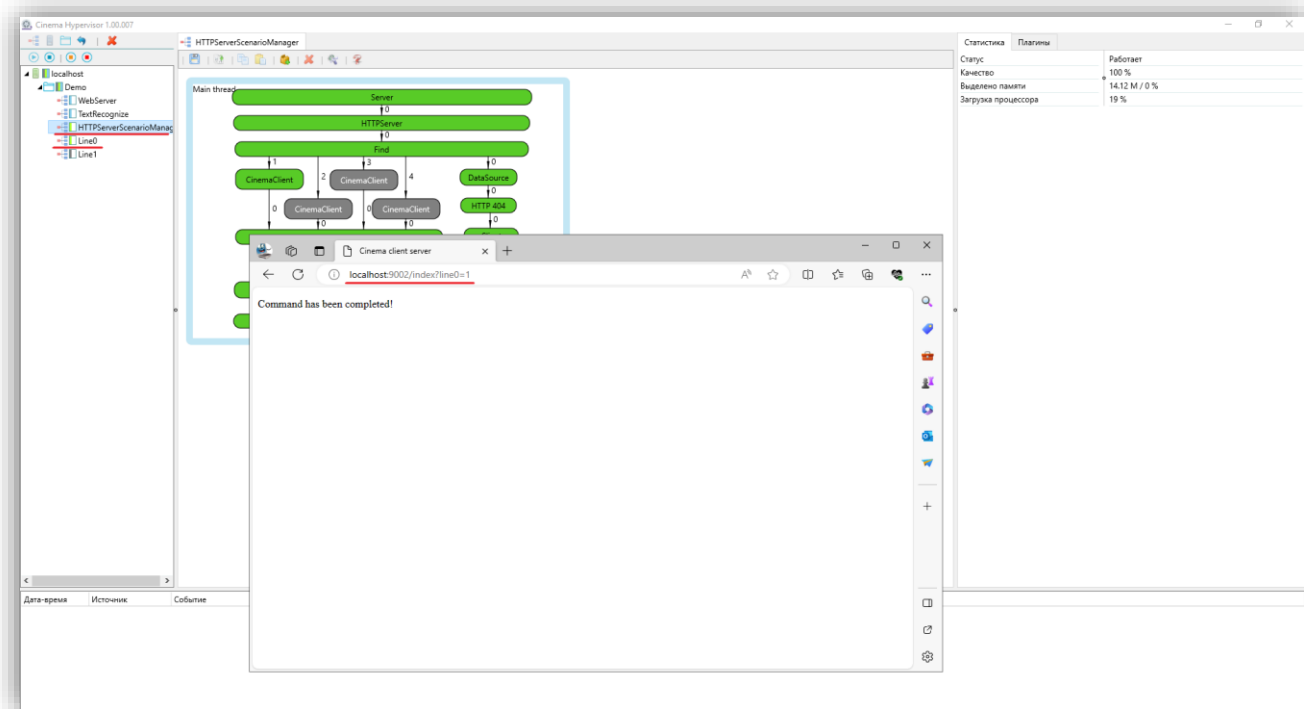 Cinema Hypervisor 1.00.007
HTTPServerScenarioManager
localhost
Demo
WebServer
TextRecognize
HTTPServerScenarioManag
Line0
Line1
Main thread
Server
0
HTTPServer
0
Find
1
3
0
CinemaClient
2
CinemaClient
4
DataSource
0
0
CinemaClient
0
CinemaClient
HTTP 404
0
0
0
Cinema client server
localhost:9002/index?line0=1
Command has been completed!
Статистика Плагины
Статус Работает
Качество 100 %
Выделено памяти 14.12 M / 0 %
Загрузка процессора 19 %
Дата-время Источник Событие